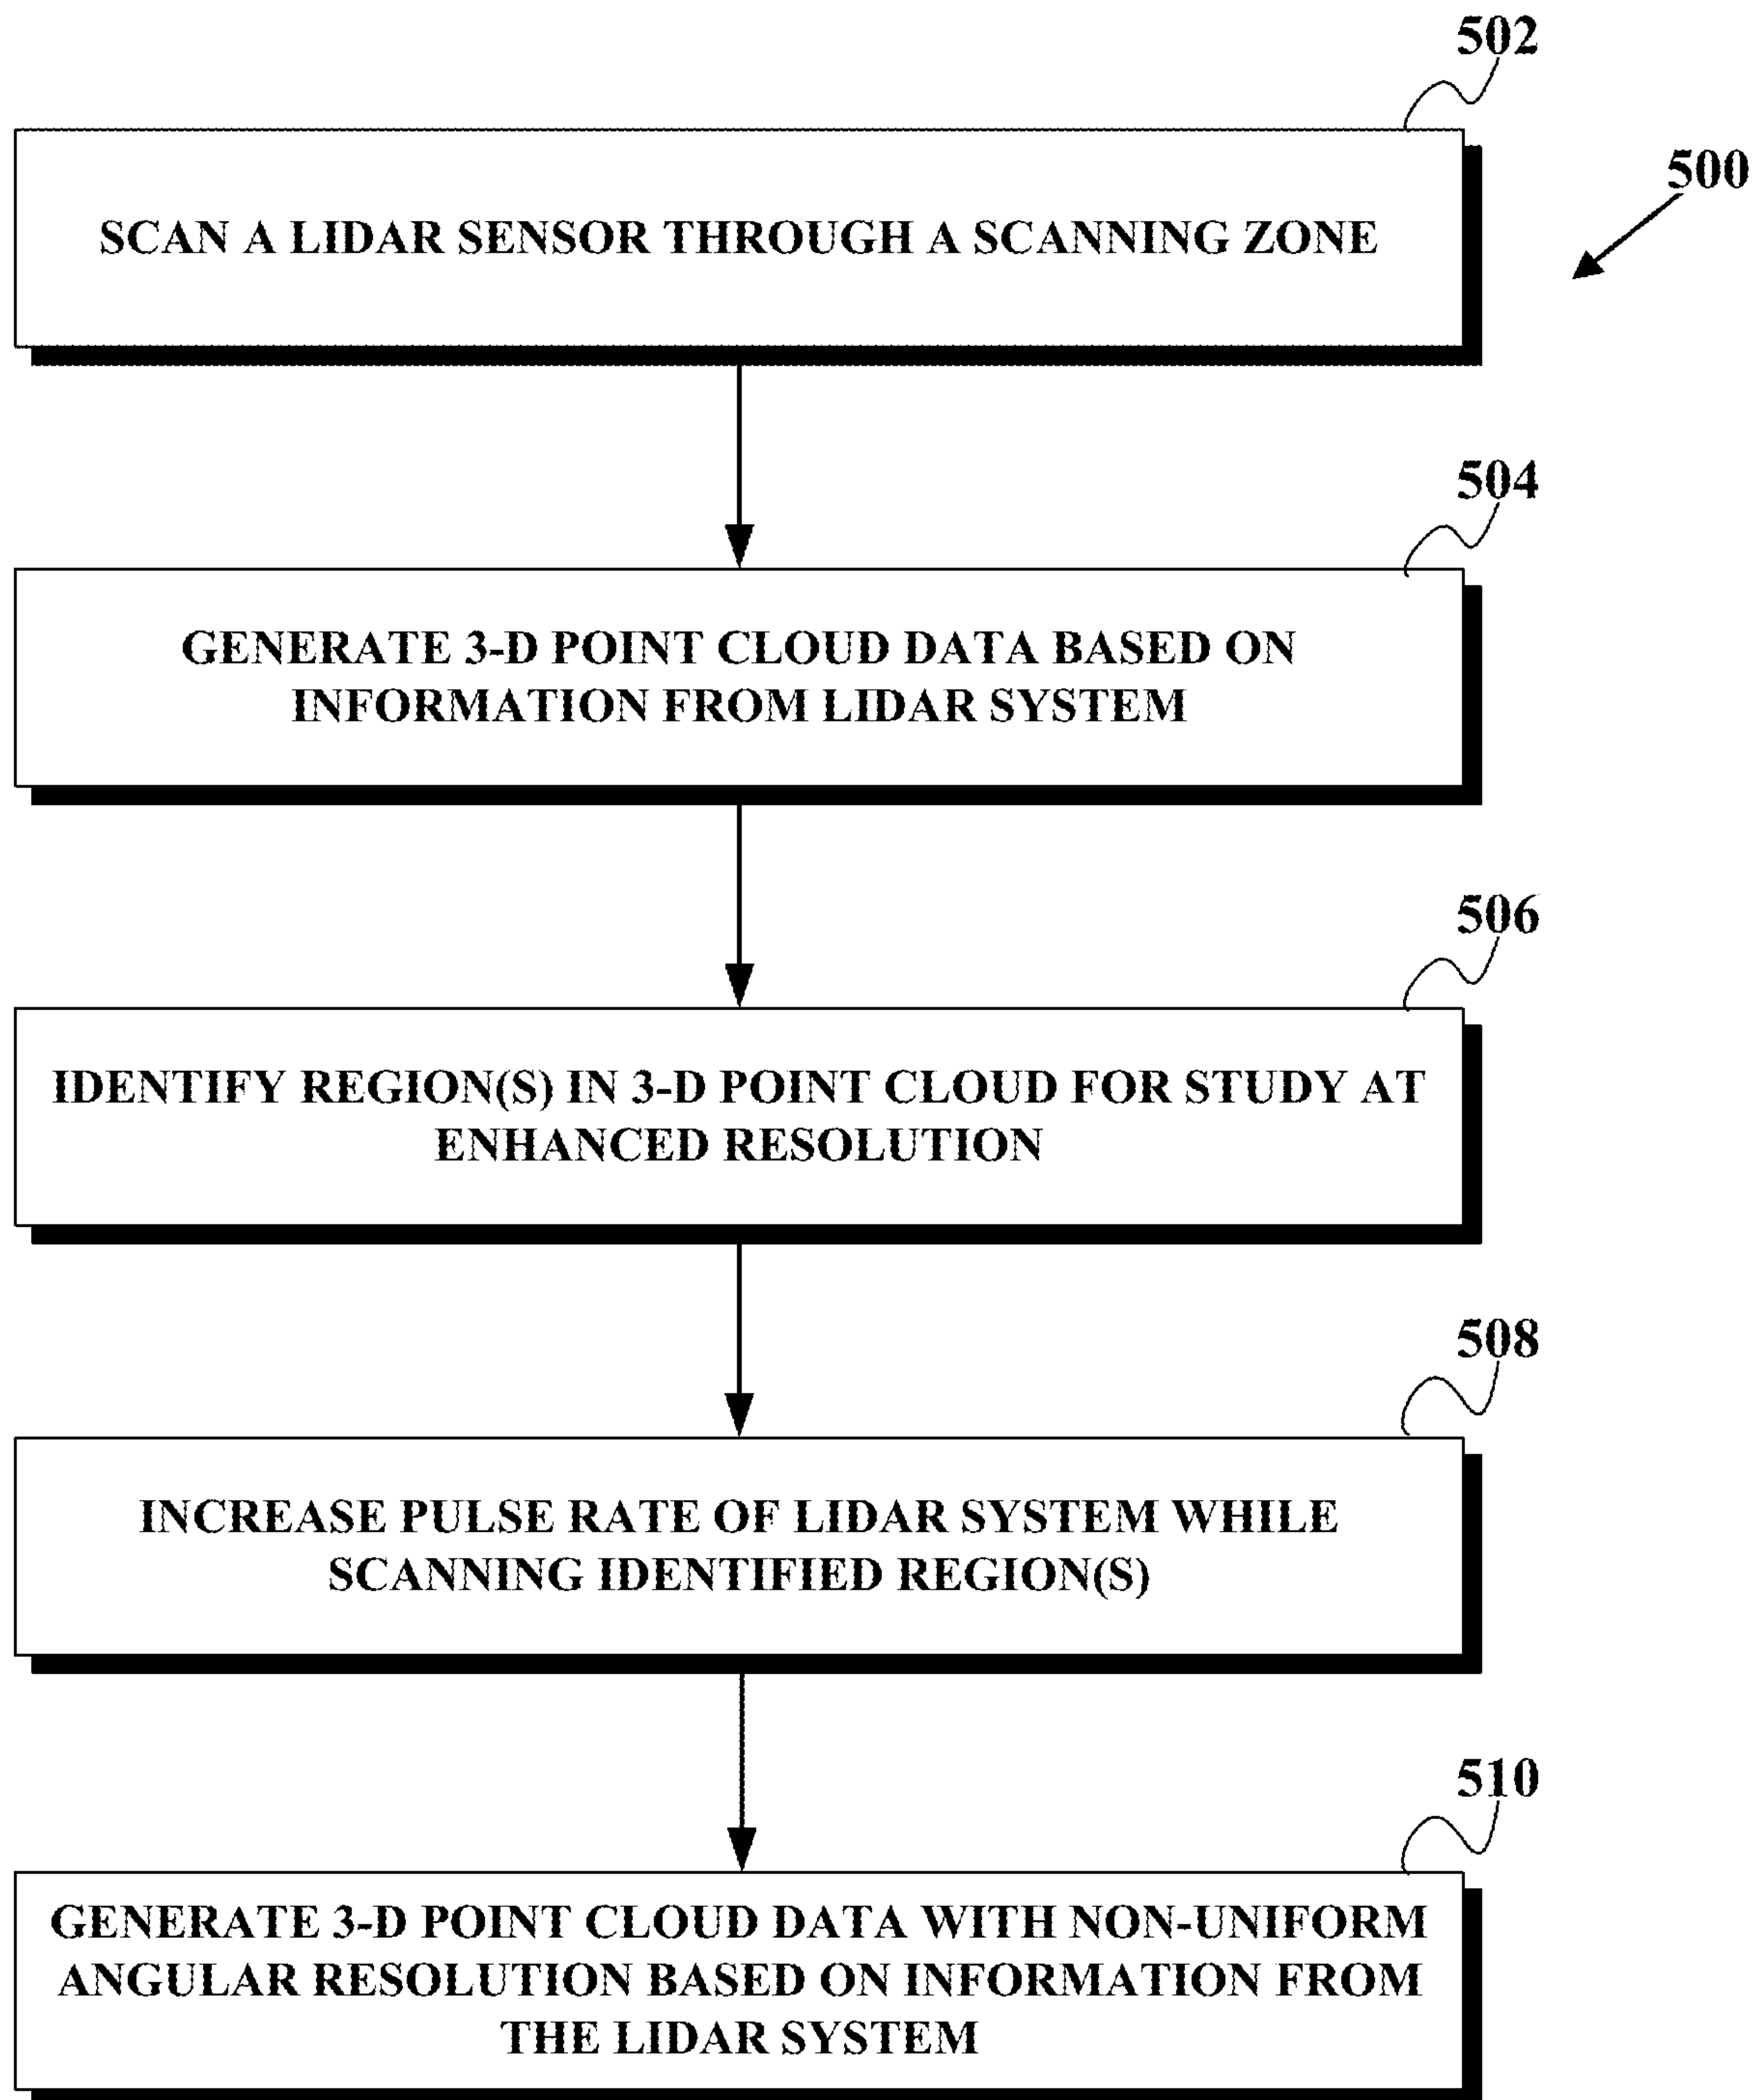 502
500
SCAN A LIDAR SENSOR THROUGH A SCANNING ZONE
504
GENERATE 3-D POINT CLOUD DATA BASED ON
INFORMATION FROM LIDAR SYSTEM
506
IDENTIFY REGION(S) IN 3-D POINT CLOUD FOR STUDY AT
ENHANCED RESOLUTION
508
INCREASE PULSE RATE OF LIDAR SYSTEM WHILE
SCANNING IDENTIFIED REGION(S)
510
GENERATE 3-D POINT CLOUD DATA WITH NON-UNIFORM
ANGULAR RESOLUTION BASED ON INFORMATION FROM
THE LIDAR SYSTEM